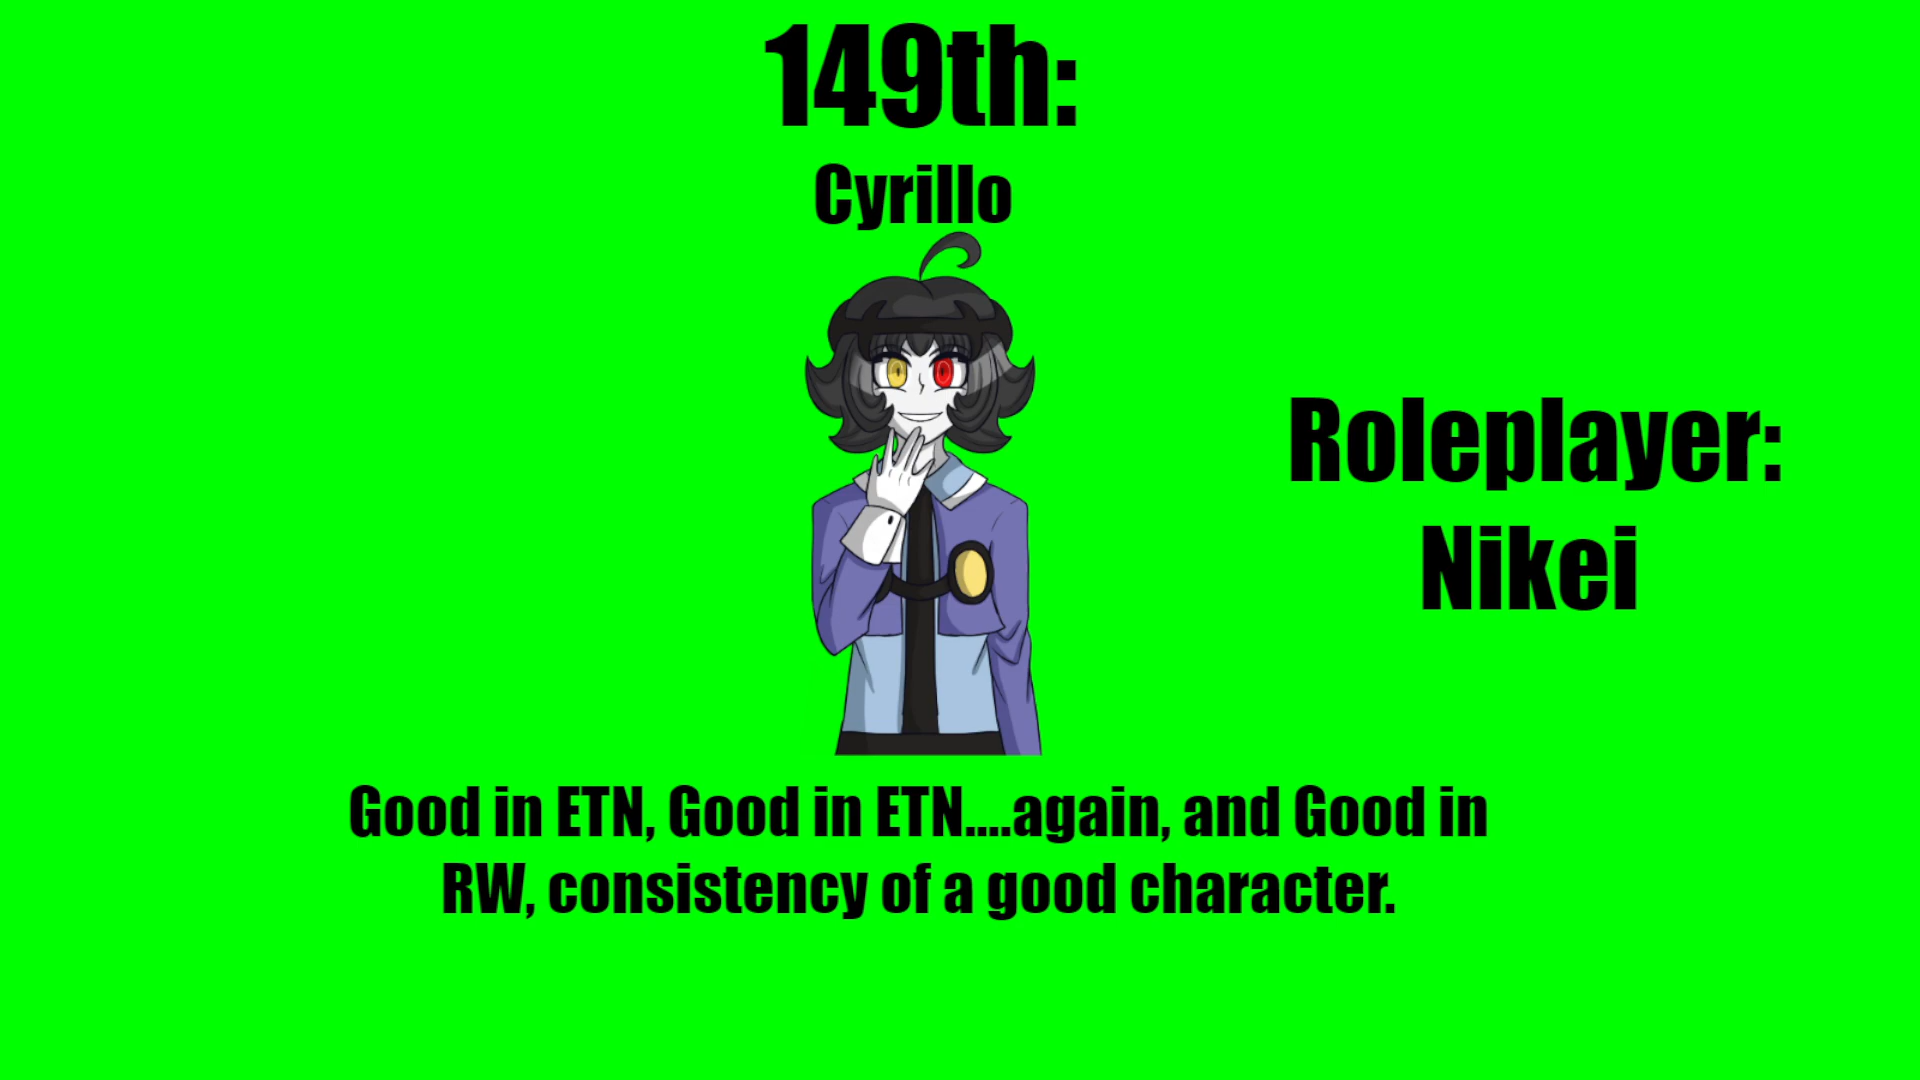 149th:
Cyrillo
Roleplayer:
Nikei
Good in ETN, Good in ETN....again, and Good in
RW, consistency of a good character.